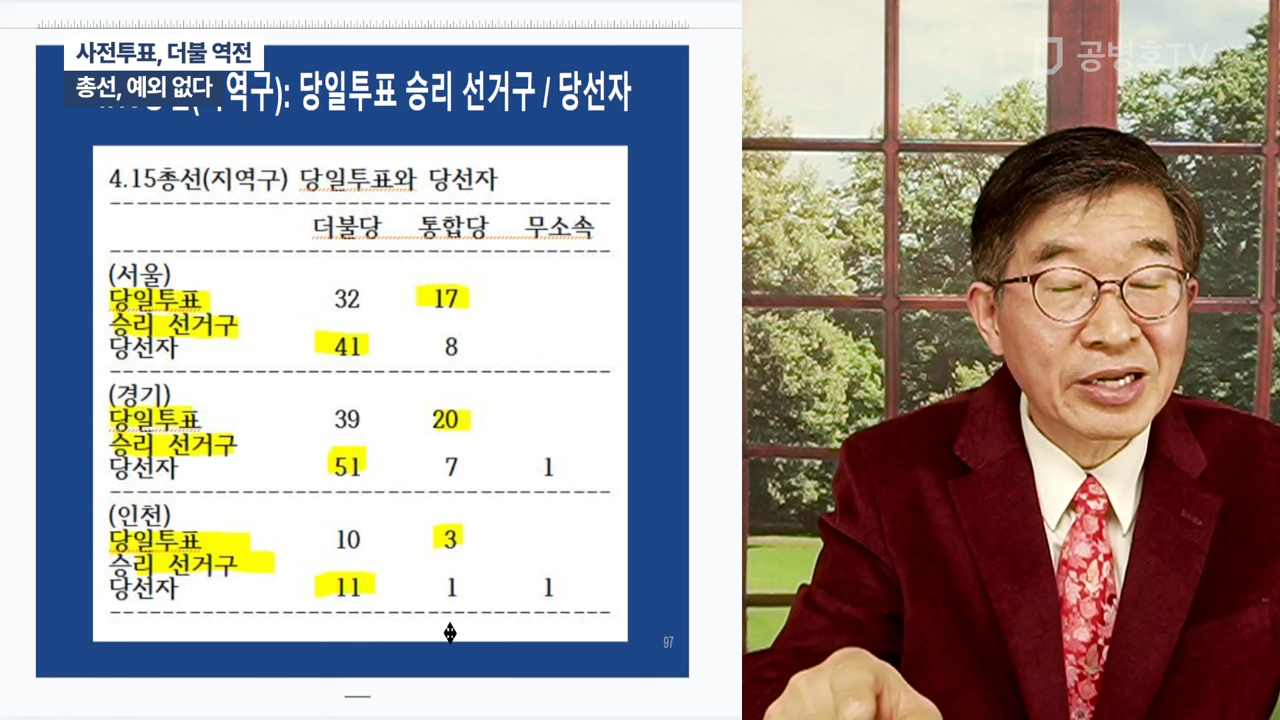 사전투표, 더불 역전
총선, 예외 없다
역구): 당일투표 승리 선거구 / 당선자
공병호TV
4.15총선(지역구) 당일투표와 당선자
더불당 통합당 무소속
(서울)
당일투표 32 17
승리 선거구
당선자 41 8
(경기)
당일투표 39 20
승리 선거구
당선자 51 7 1
(인천)
당일투표 10 3
승리 선거구
당선자 11 1 1
97